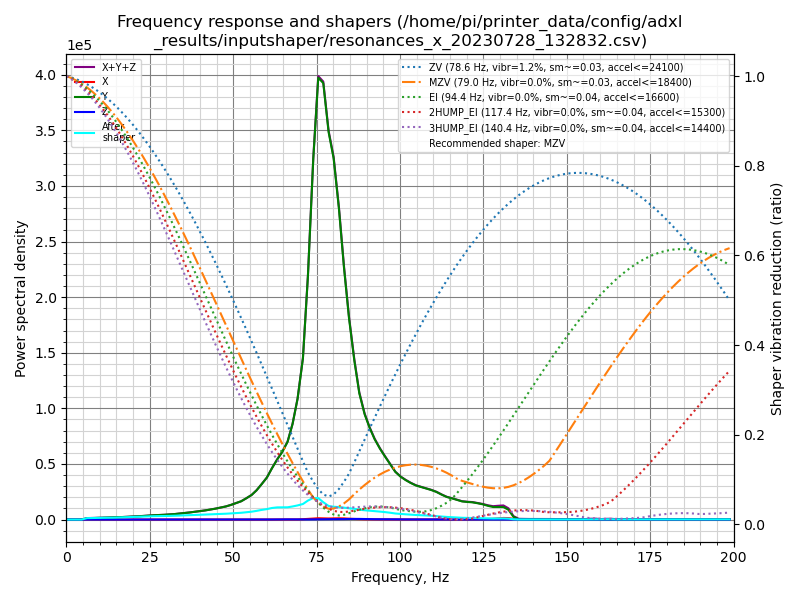 Frequency response and shapers (/home/pi/printer_data/config/adxl
_results/inputshaper/resonances_x_20230728_132832.csv)
1e5
X+Y+Z
X
Y
Z
After
shaper
ZV (78.6 Hz, vibr=1.2%, sm~=0.03, accel<=24100)
MZV (79.0 Hz, vibr=0.0%, sm~=0.03, accel<=18400)
EI (94.4 Hz, vibr=0.0%, sm~=0.04, accel<=16600)
2HUMP_EI (117.4 Hz, vibr=0.0%, sm~=0.04, accel<=15300)
3HUMP_EI (140.4 Hz, vibr=0.0%, sm~=0.04, accel<=14400)
Recommended shaper: MZV
Power spectral density
4.0
3.5
3.0
2.5
2.0
1.5
1.0
0.5
0.0
1.0
0.8
0.6
0.4
0.2
0.0
Shaper vibration reduction (ratio)
0 25 50 75 100 125 150 175 200
Frequency, Hz